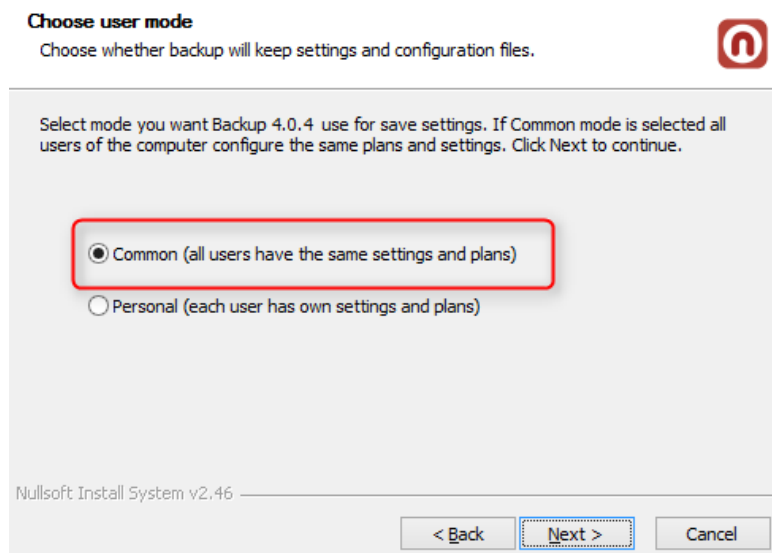 Choose user mode
Choose whether backup will keep settings and configuration files.
Select mode you want Backup 4.0.4 use for save settings. If Common mode is selected all
users of the computer configure the same plans and settings. Click Next to continue.
Common (all users have the same settings and plans)
Personal (each user has own settings and plans)
Nullsoft Install System v2.46
< Back
Next >
Cancel